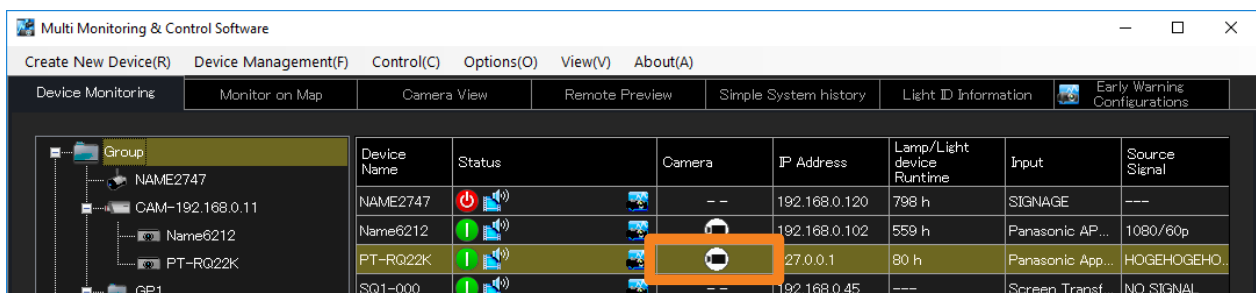 Multi Monitoring & Control Software
Create New Device(R) Device Management(F) Control(C) Options(O) View(V) About(A)
Device Monitoring Monitor on Map Camera View Remote Preview Simple System history Light ID Information Early Warning Configurations
Group
NAME2747
CAM-192.168.0.11
Name6212
PT-RQ22K
GP1
Device Name Status Camera IP Address Lamp/Light device Runtime Input Source Signal
NAME2747 -- 192.168.0.120 798 h SIGNAGE ---
Name6212 192.168.0.102 559 h Panasonic AP... 1080/60p
PT-RQ22K 27.0.0.1 80 h Panasonic App... HOGEHOGEHO...
SQ1-000 -- 192.168.0.45 --- Screen Transf... NO SIGNAL